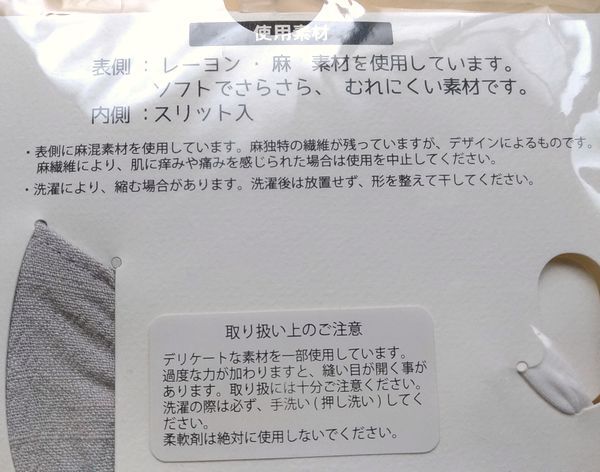 使用素材
表側 : レーヨン・麻 素材を使用しています。
ソフトでさらさら、むれにくい素材です。
内側 : スリット入
・表側に麻混素材を使用しています。麻独特の繊維が残っていますが、デザインによるものです。
麻繊維により、肌に痒みや痛みを感じられた場合は使用を中止してください。
・洗濯により、縮む場合があります。洗濯後は放置せず、形を整えて干してください。
取り扱い上のご注意
デリケートな素材を一部使用しています。
過度な力が加わりますと、縫い目が開く事が
あります。取り扱には十分ご注意ください。
洗濯の際は必ず、手洗い(押し洗い)してく
ださい。
柔軟剤は絶対に使用しないでください。